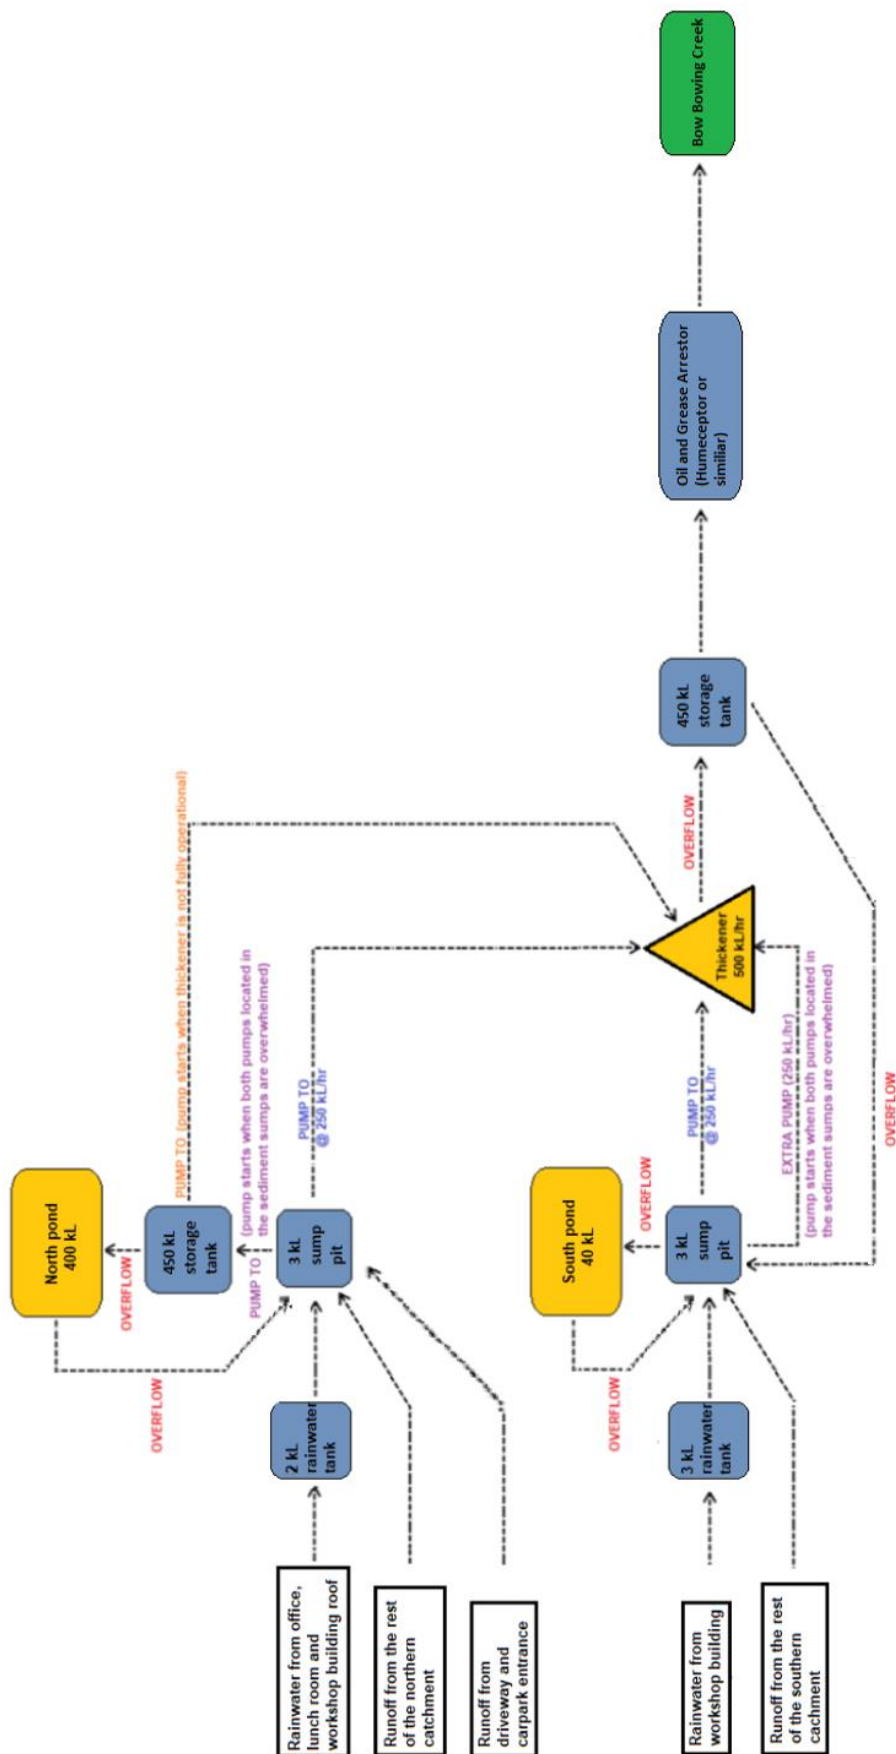 Rainwater from office,
lunch room and
workshop building roof
Runoff from the rest
of the northern
catchment
Runoff from
driveway and
carpark entrance
Rainwater from
workshop building
Runoff from the rest
of the southern
cachment
2 kL
rainwater
tank
3 kL
rainwater
tank
OVERFLOW
North pond
400 kL
OVERFLOW
450 kL
storage
tank
PUMP TO (pump starts when thickener is not fully operational)
PUMP TO
(pump starts when both pumps located in
the sediment sumps are overwhelmed)
3 kL
sump
pit
PUMP TO
@ 250 kL/hr
OVERFLOW
South pond
40 kL
OVERFLOW
3 kL
sump
pit
PUMP TO
@ 250 kL/hr
EXTRA PUMP (250 kL/hr)
(pump starts when both pumps located in
the sediment sumps are overwhelmed)
OVERFLOW
Thickener
500 kL/hr
OVERFLOW
450 kL
storage
tank
Oil and Grease Arrestor
(Humeceptor or
similiar)
Bow Bowing Creek